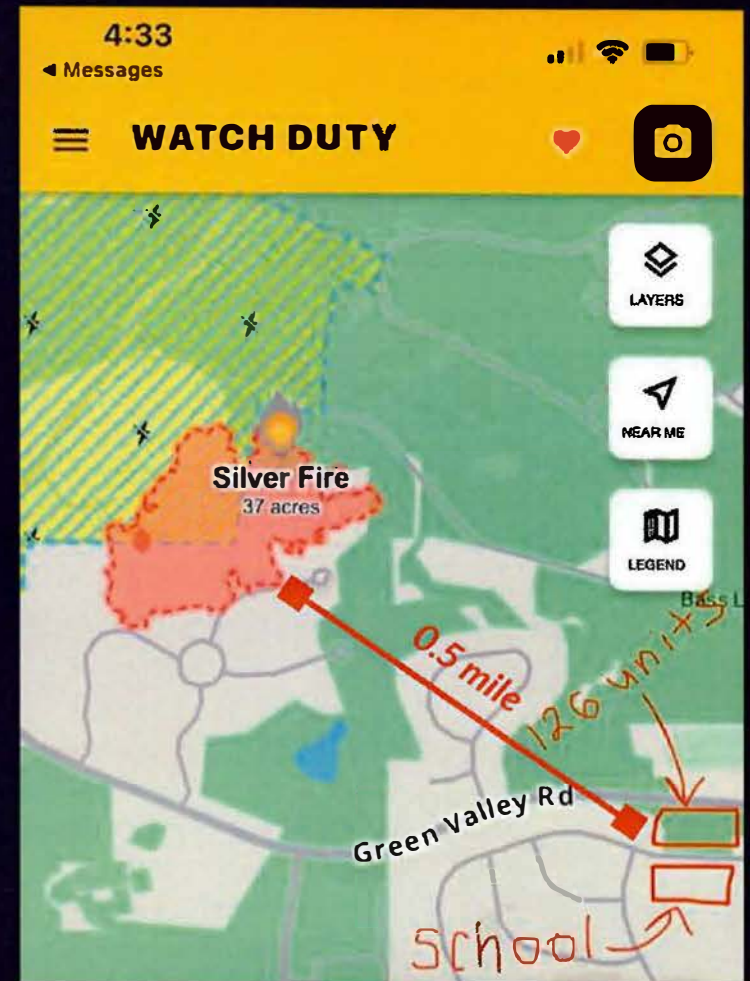 4:33
◀ Messages
WATCH DUTY
LAYERS
NEAR ME
LEGEND
Silver Fire
37 acres
Bass L
0.5 mile
126 units
Green Valley Rd
School